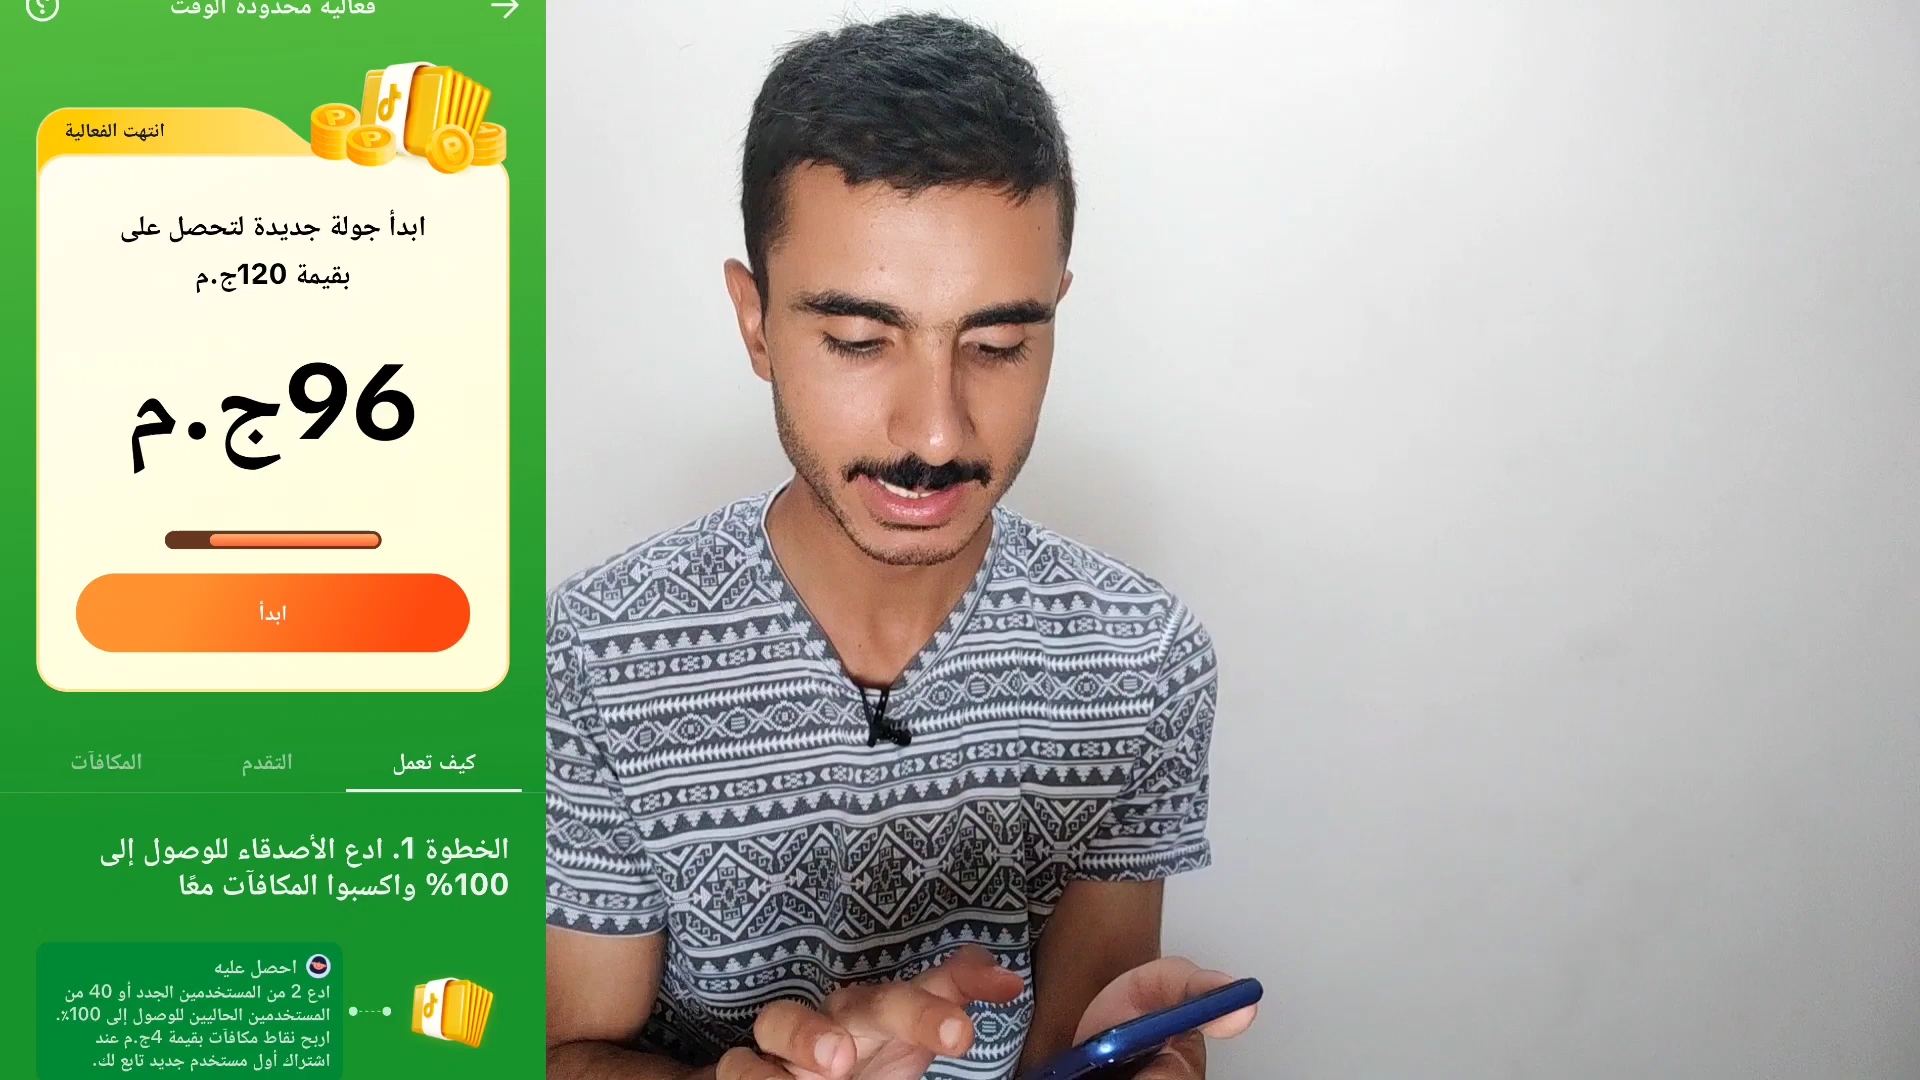 فعالية محدودة الوقت
انتهت الفعالية
ابدأ جولة جديدة لتحصل على
بقيمة 120ج.م
96ج.م
ابدأ
كيف تعمل
التقدم
المكافآت
الخطوة 1. ادع الأصدقاء للوصول إلى
100% واكسبوا المكافآت معًا
احصل عليه
ادع 2 من المستخدمين الجدد أو 40 من
المستخدمين الحاليين للوصول إلى 100٪.
اربح نقاط مكافآت بقيمة 4ج.م عند
اشتراك أول مستخدم جديد تابع لك.